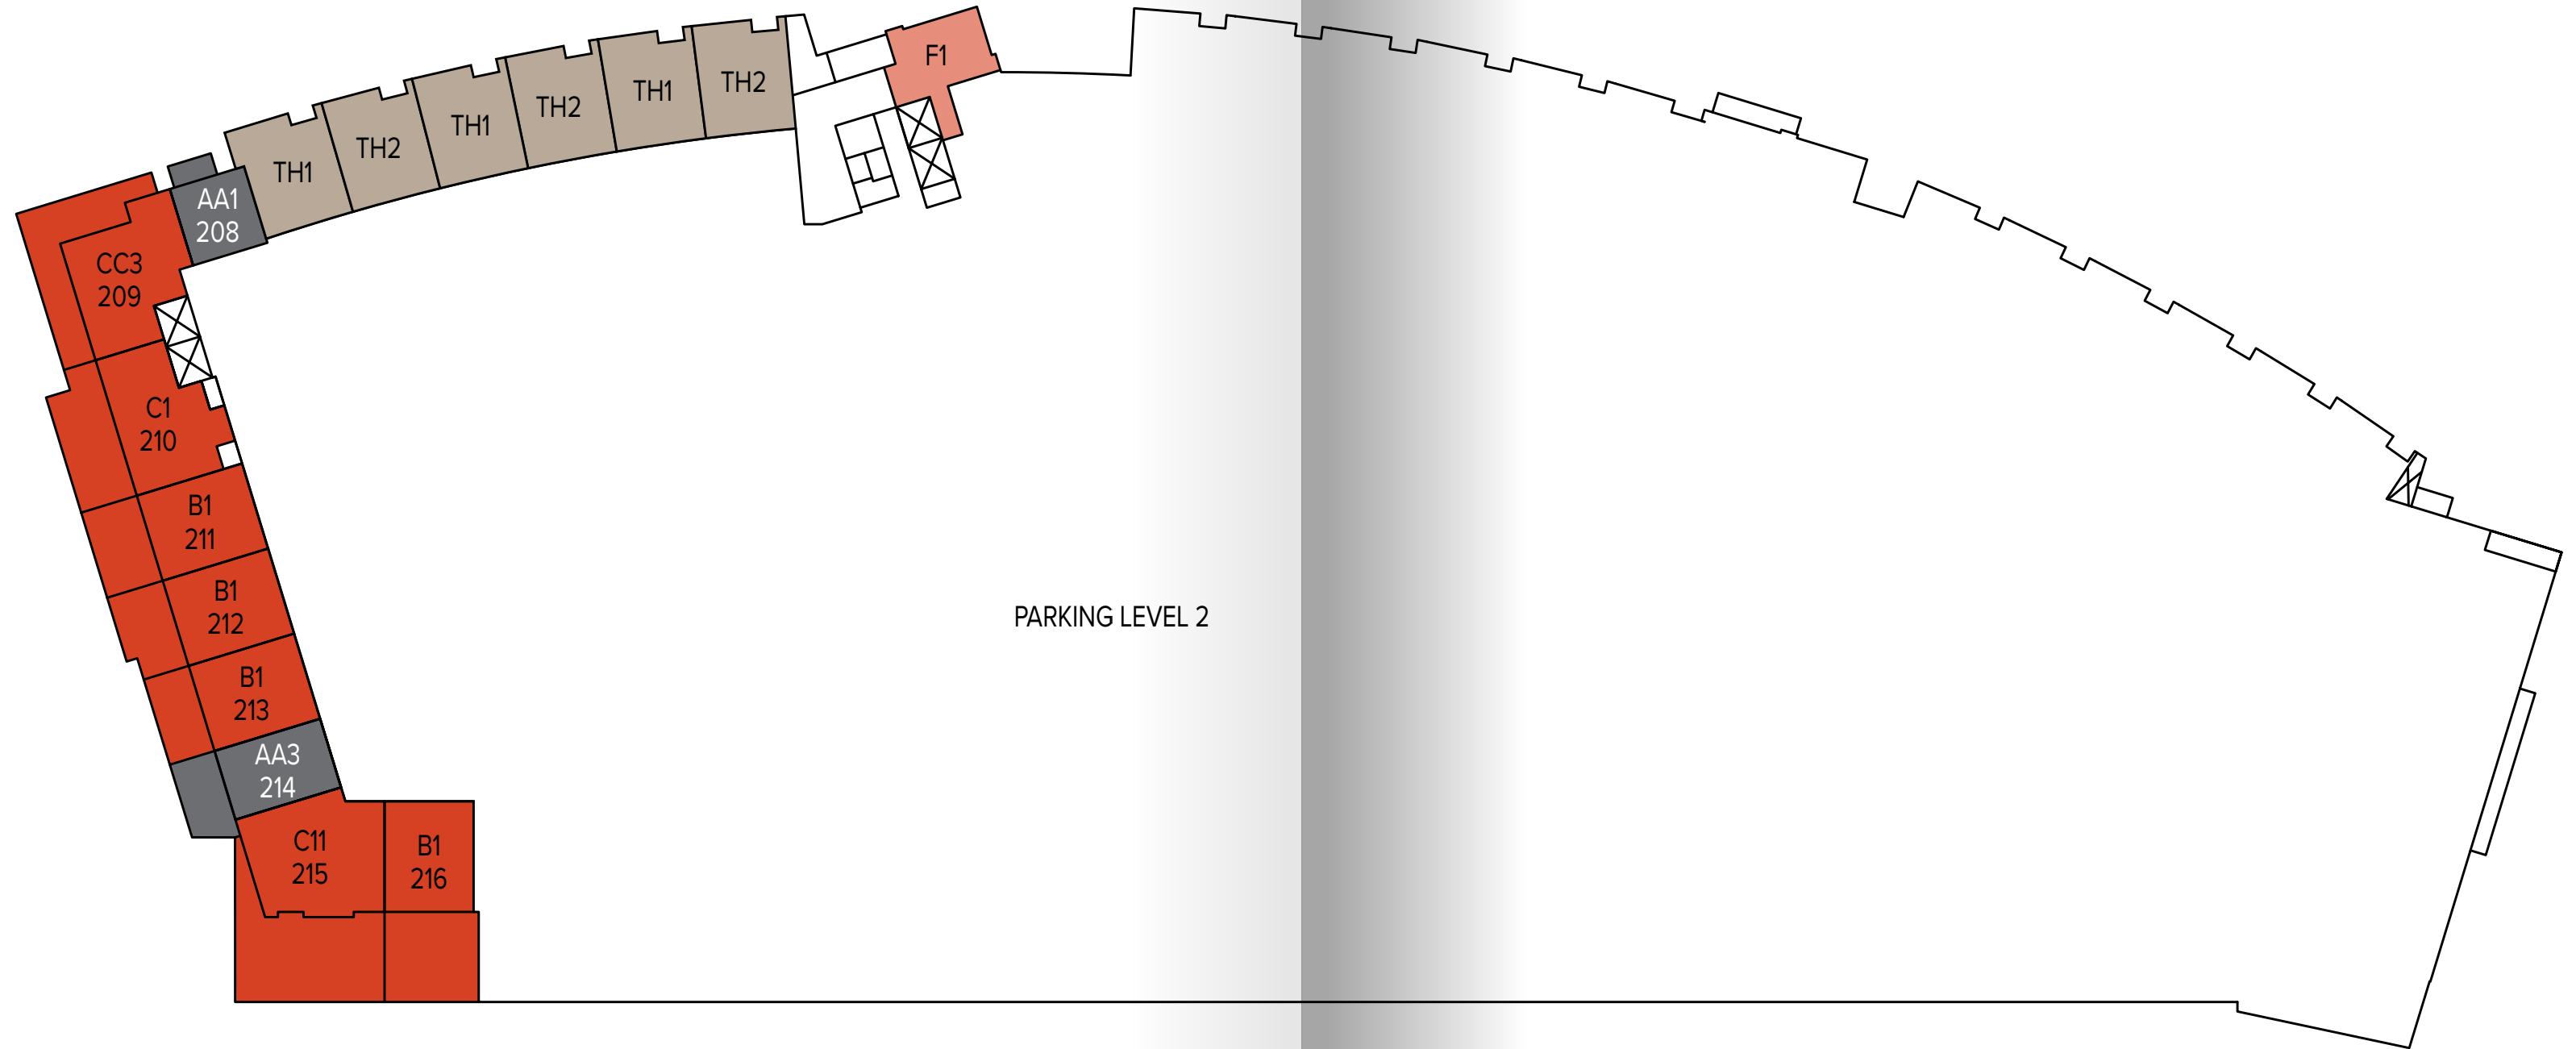 F1
TH2
TH1
TH2
TH1
TH2
TH1
AA1
208
CC3
209
C1
210
B1
211
B1
212
B1
213
AA3
214
C11
215
B1
216
PARKING LEVEL 2